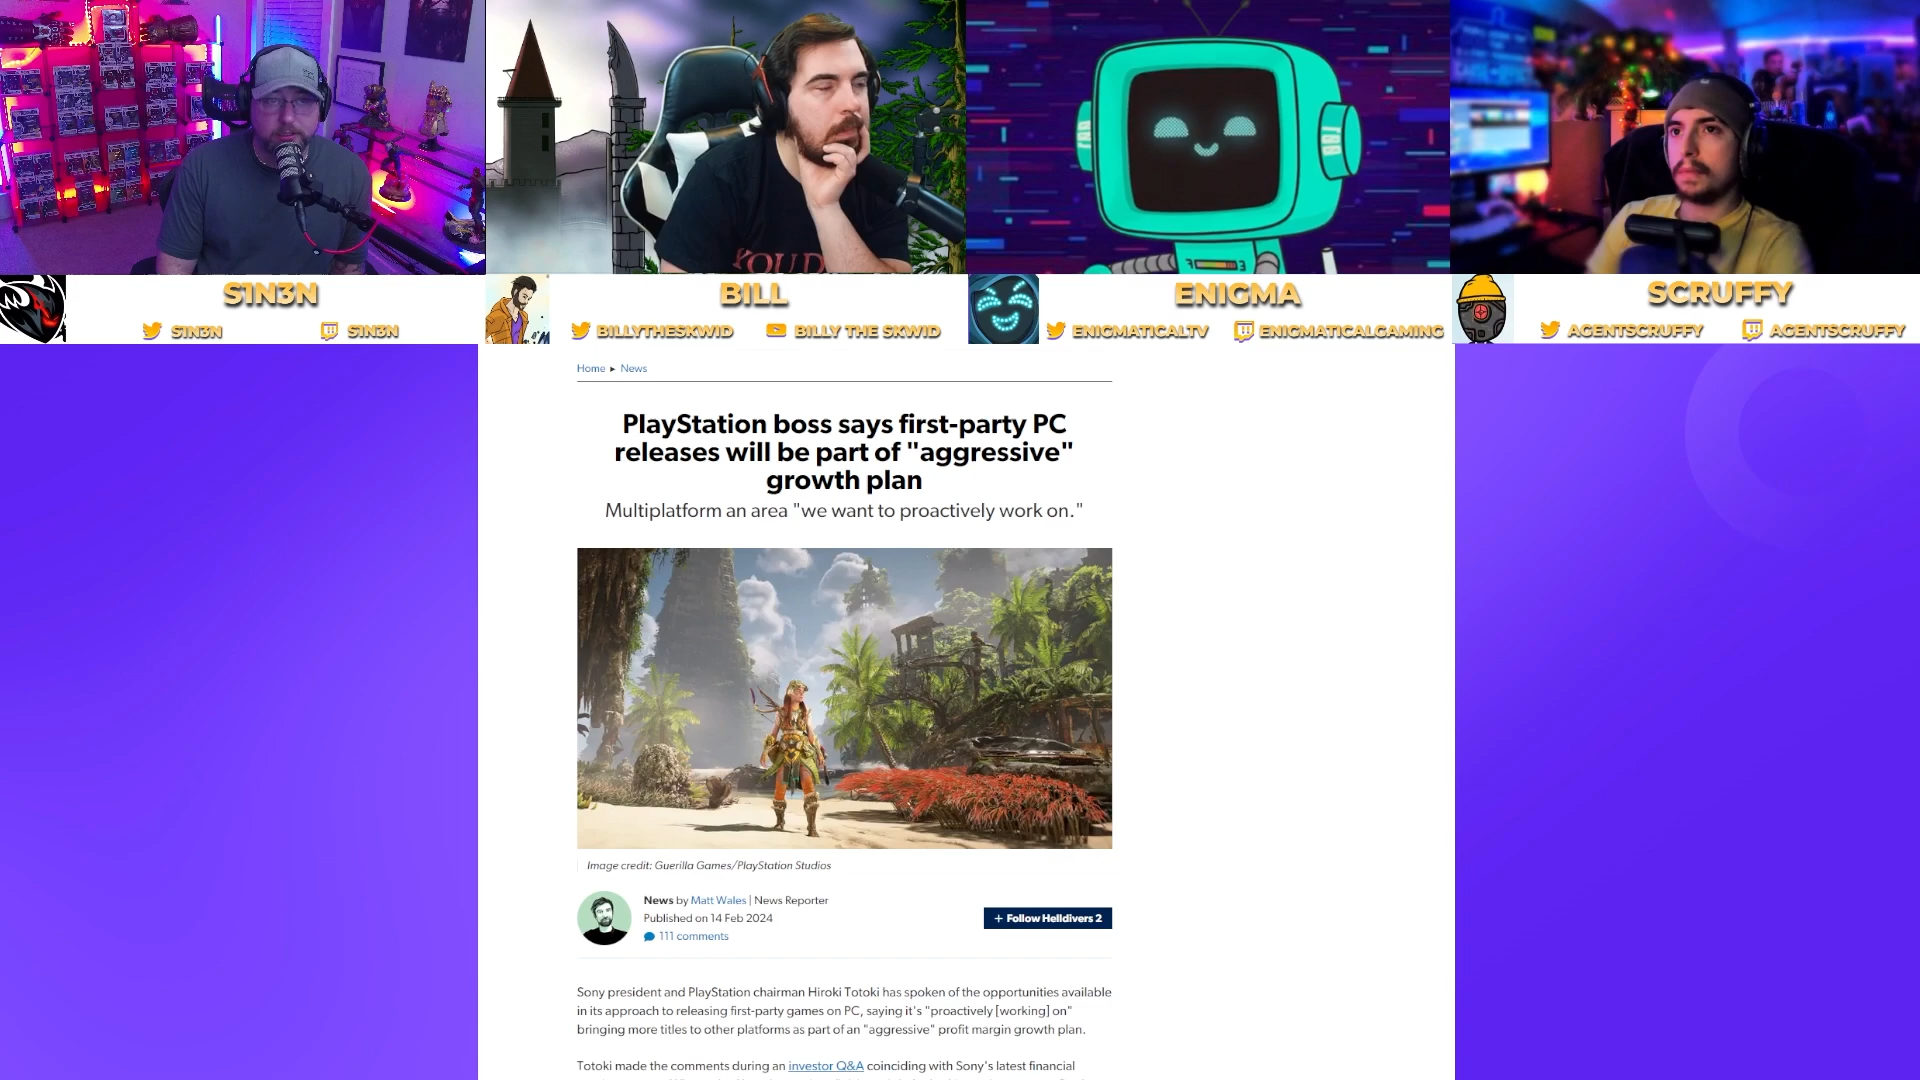 S1N3N
S1N3N
S1N3N
BILL
BILLYTHESKWID
BILLY THE SKWID
ENIGMA
ENIGMATICALTV
ENIGMATICALGAMING
SCRUFFY
AGENTSCRUFFY
AGENTSCRUFFY
Home ▸ News
PlayStation boss says first-party PC
releases will be part of "aggressive"
growth plan
Multiplatform an area "we want to proactively work on."
Image credit: Guerilla Games/PlayStation Studios
News by Matt Wales | News Reporter
Published on 14 Feb 2024
111 comments
+ Follow Helldivers 2
Sony president and PlayStation chairman Hiroki Totoki has spoken of the opportunities available
in its approach to releasing first-party games on PC, saying it's "proactively [working] on"
bringing more titles to other platforms as part of an "aggressive" profit margin growth plan.
Totoki made the comments during an investor Q&A coinciding with Sony's latest financial